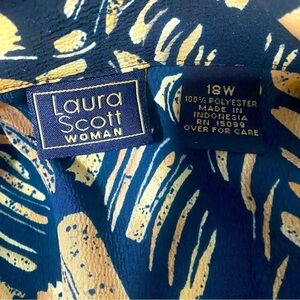 Laura
Scott
WOMAN
18W
100% POLYESTER
MADE IN
INDONESIA
RN 15099
OVER FOR CARE